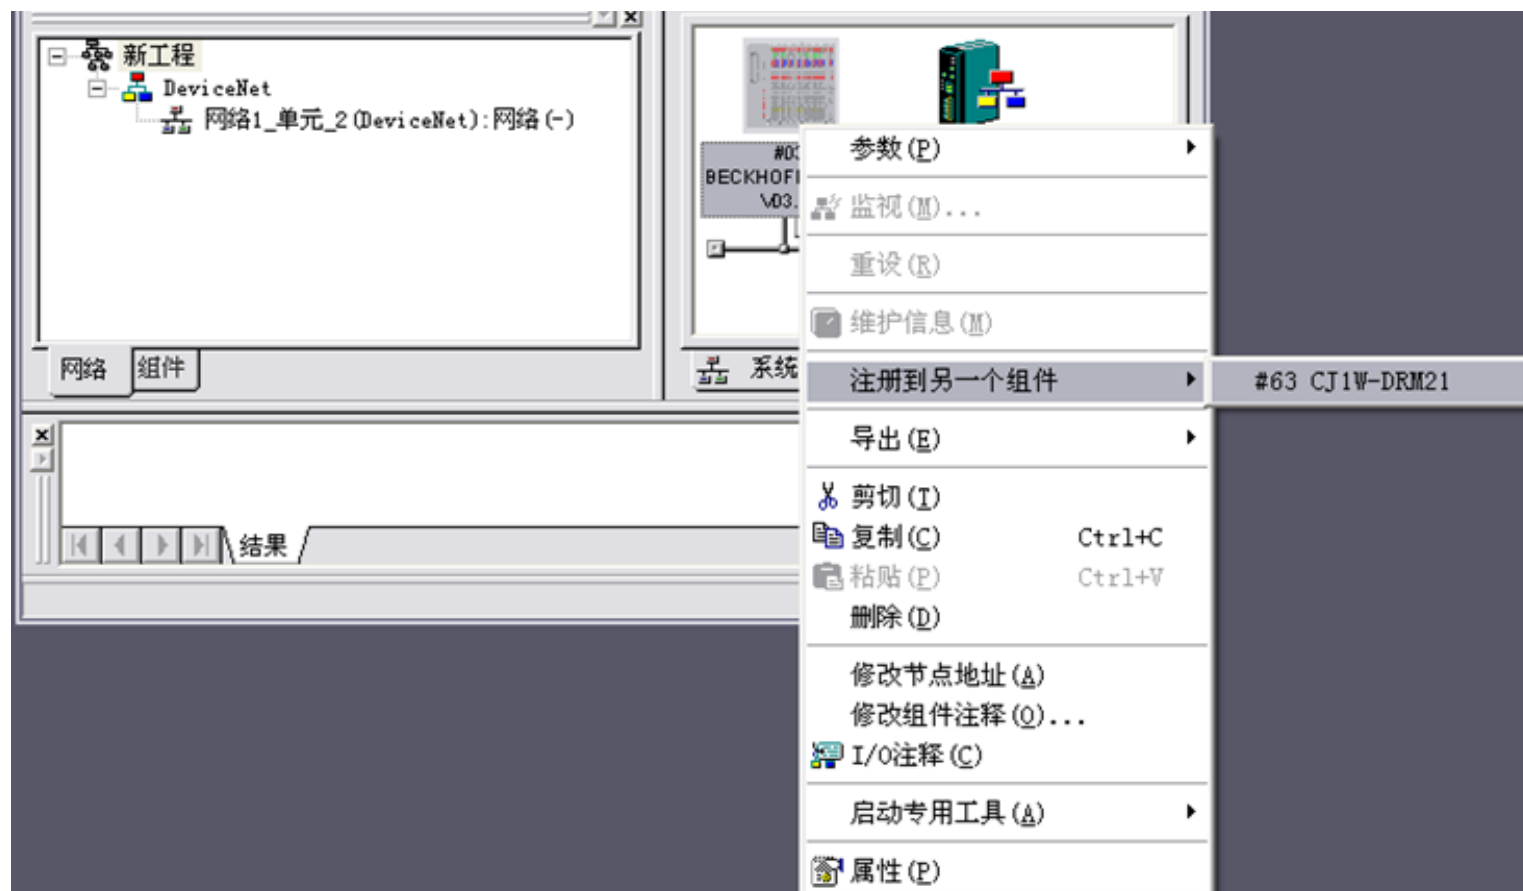 新工程
DeviceNet
网络1_单元_2(DeviceNet):网络(-)
网络
组件
BECKHOF
系统
结果
参数(P)
监视(M)...
重设(R)
维护信息(M)
注册到另一个组件
#63 CJ1W-DRM21
导出(E)
剪切(T)
复制(C) Ctrl+C
粘贴(P) Ctrl+V
删除(D)
修改节点地址(A)
修改组件注释(O)...
I/O注释(C)
启动专用工具(A)
属性(P)